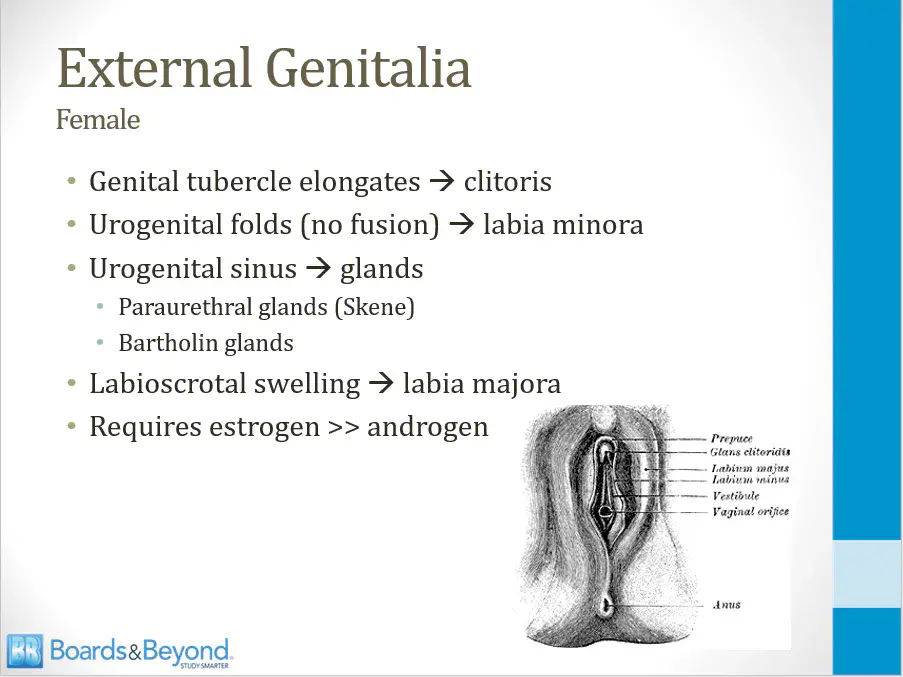 External Genitalia
Female
• Genital tubercle elongates → clitoris
• Urogenital folds (no fusion) → labia minora
• Urogenital sinus → glands
• Paraurethral glands (Skene)
• Bartholin glands
• Labioscrotal swelling → labia majora
• Requires estrogen >> androgen
Prepuce
Glans clitoridis
Labium majus
Labium minus
Vestibule
Vaginal orifice
Anus
BB Boards&Beyond.
STUDY SMARTER